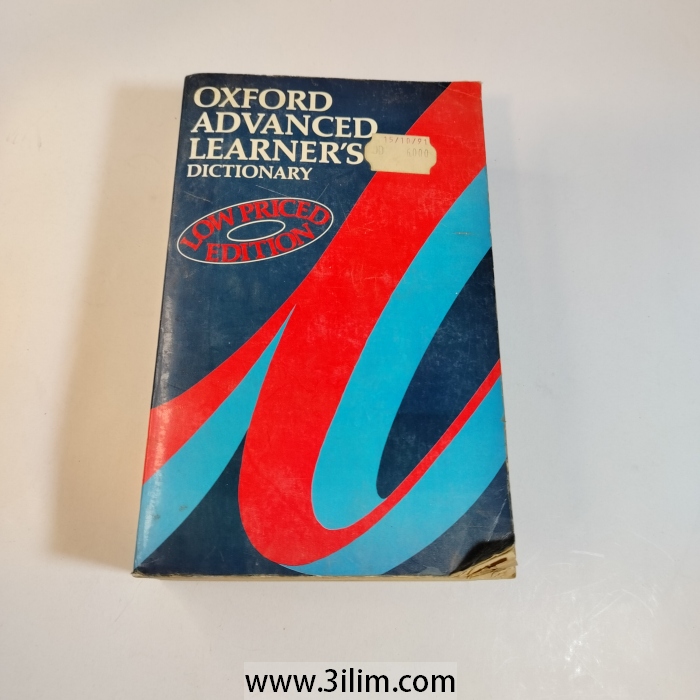 OXFORD
ADVANCED
LEARNER'S
DICTIONARY
LOW PRICED
EDITION
www.3ilim.com